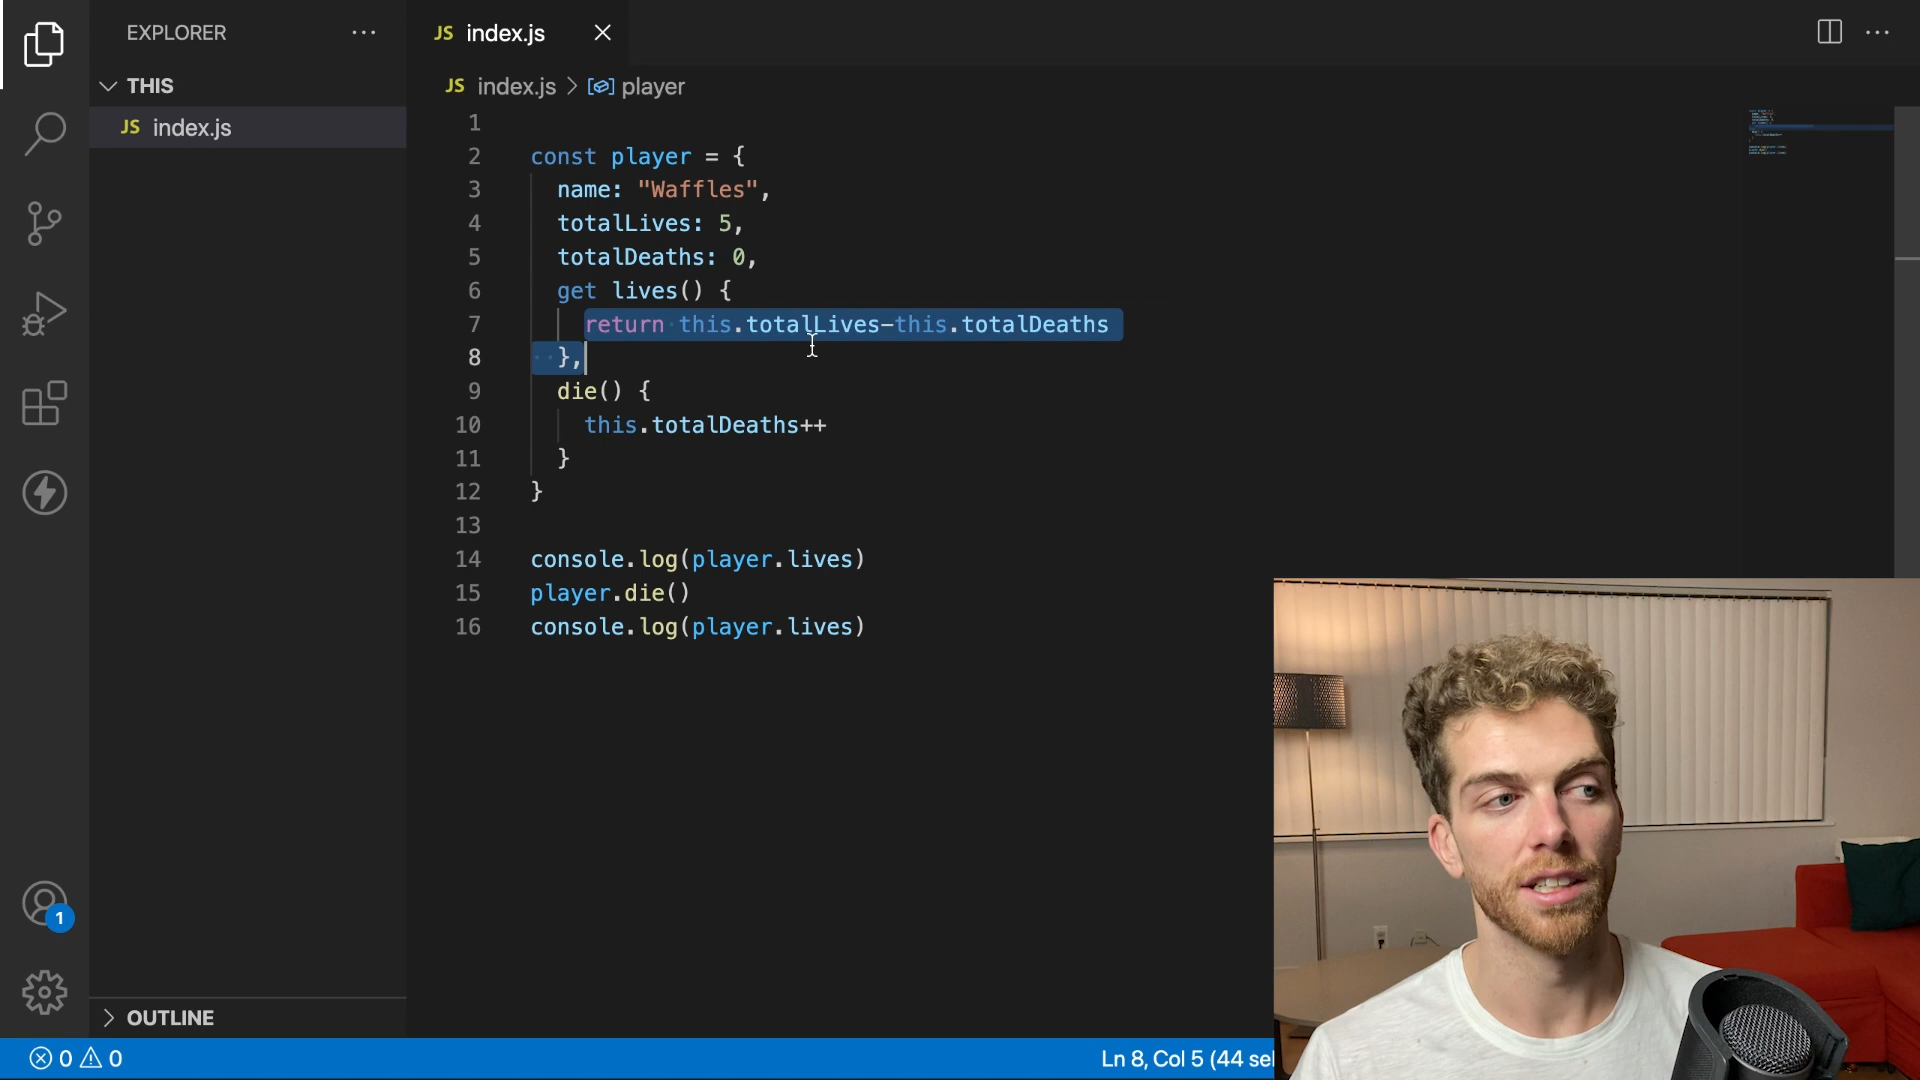 EXPLORER
THIS
JS index.js
OUTLINE
JS index.js
JS index.js > player
1
2 const player = {
3 name: "Waffles",
4 totalLives: 5,
5 totalDeaths: 0,
6 get lives() {
7 return this.totalLives-this.totalDeaths
8 },
9 die() {
10 this.totalDeaths++
11 }
12 }
13
14 console.log(player.lives)
15 player.die()
16 console.log(player.lives)
1
0 0
Ln 8, Col 5 (44 sel